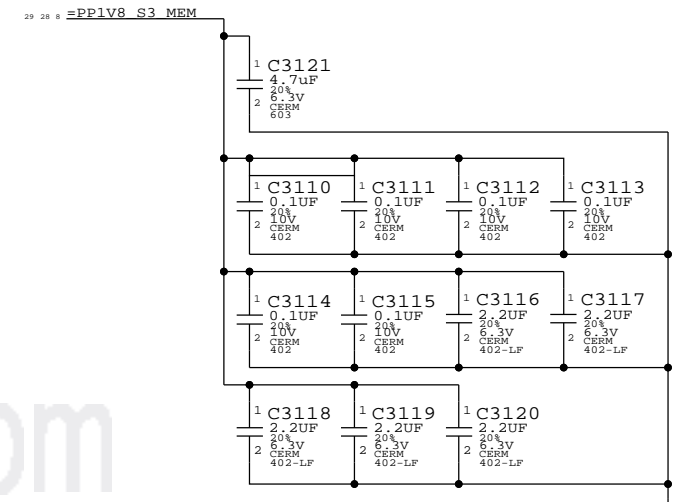 29 28 8 =PP1V8 S3 MEM
1 C3121
4.7uF
20%
6.3V
2 CERM
603
1 C3110
0.1UF
20%
10V
2 CERM
402
1 C3111
0.1UF
20%
10V
2 CERM
402
1 C3112
0.1UF
20%
10V
2 CERM
402
1 C3113
0.1UF
20%
10V
2 CERM
402
1 C3114
0.1UF
20%
10V
2 CERM
402
1 C3115
0.1UF
20%
10V
2 CERM
402
1 C3116
2.2UF
20%
6.3V
2 CERM
402-LF
1 C3117
2.2UF
20%
6.3V
2 CERM
402-LF
1 C3118
2.2UF
20%
6.3V
2 CERM
402-LF
1 C3119
2.2UF
20%
6.3V
2 CERM
402-LF
1 C3120
2.2UF
20%
6.3V
2 CERM
402-LF
om